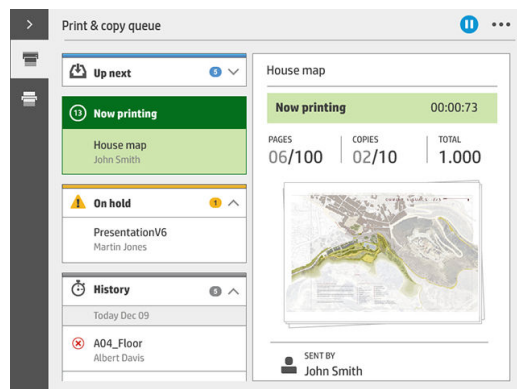 Print & copy queue
Up next
5
13
Now printing
House map
John Smith
On hold
1
PresentationV6
Martin Jones
History
5
Today Dec 09
A04_Floor
Albert Davis
House map
Now printing 00:00:73
PAGES COPIES TOTAL
06/100 02/10 1.000
SENT BY
John Smith